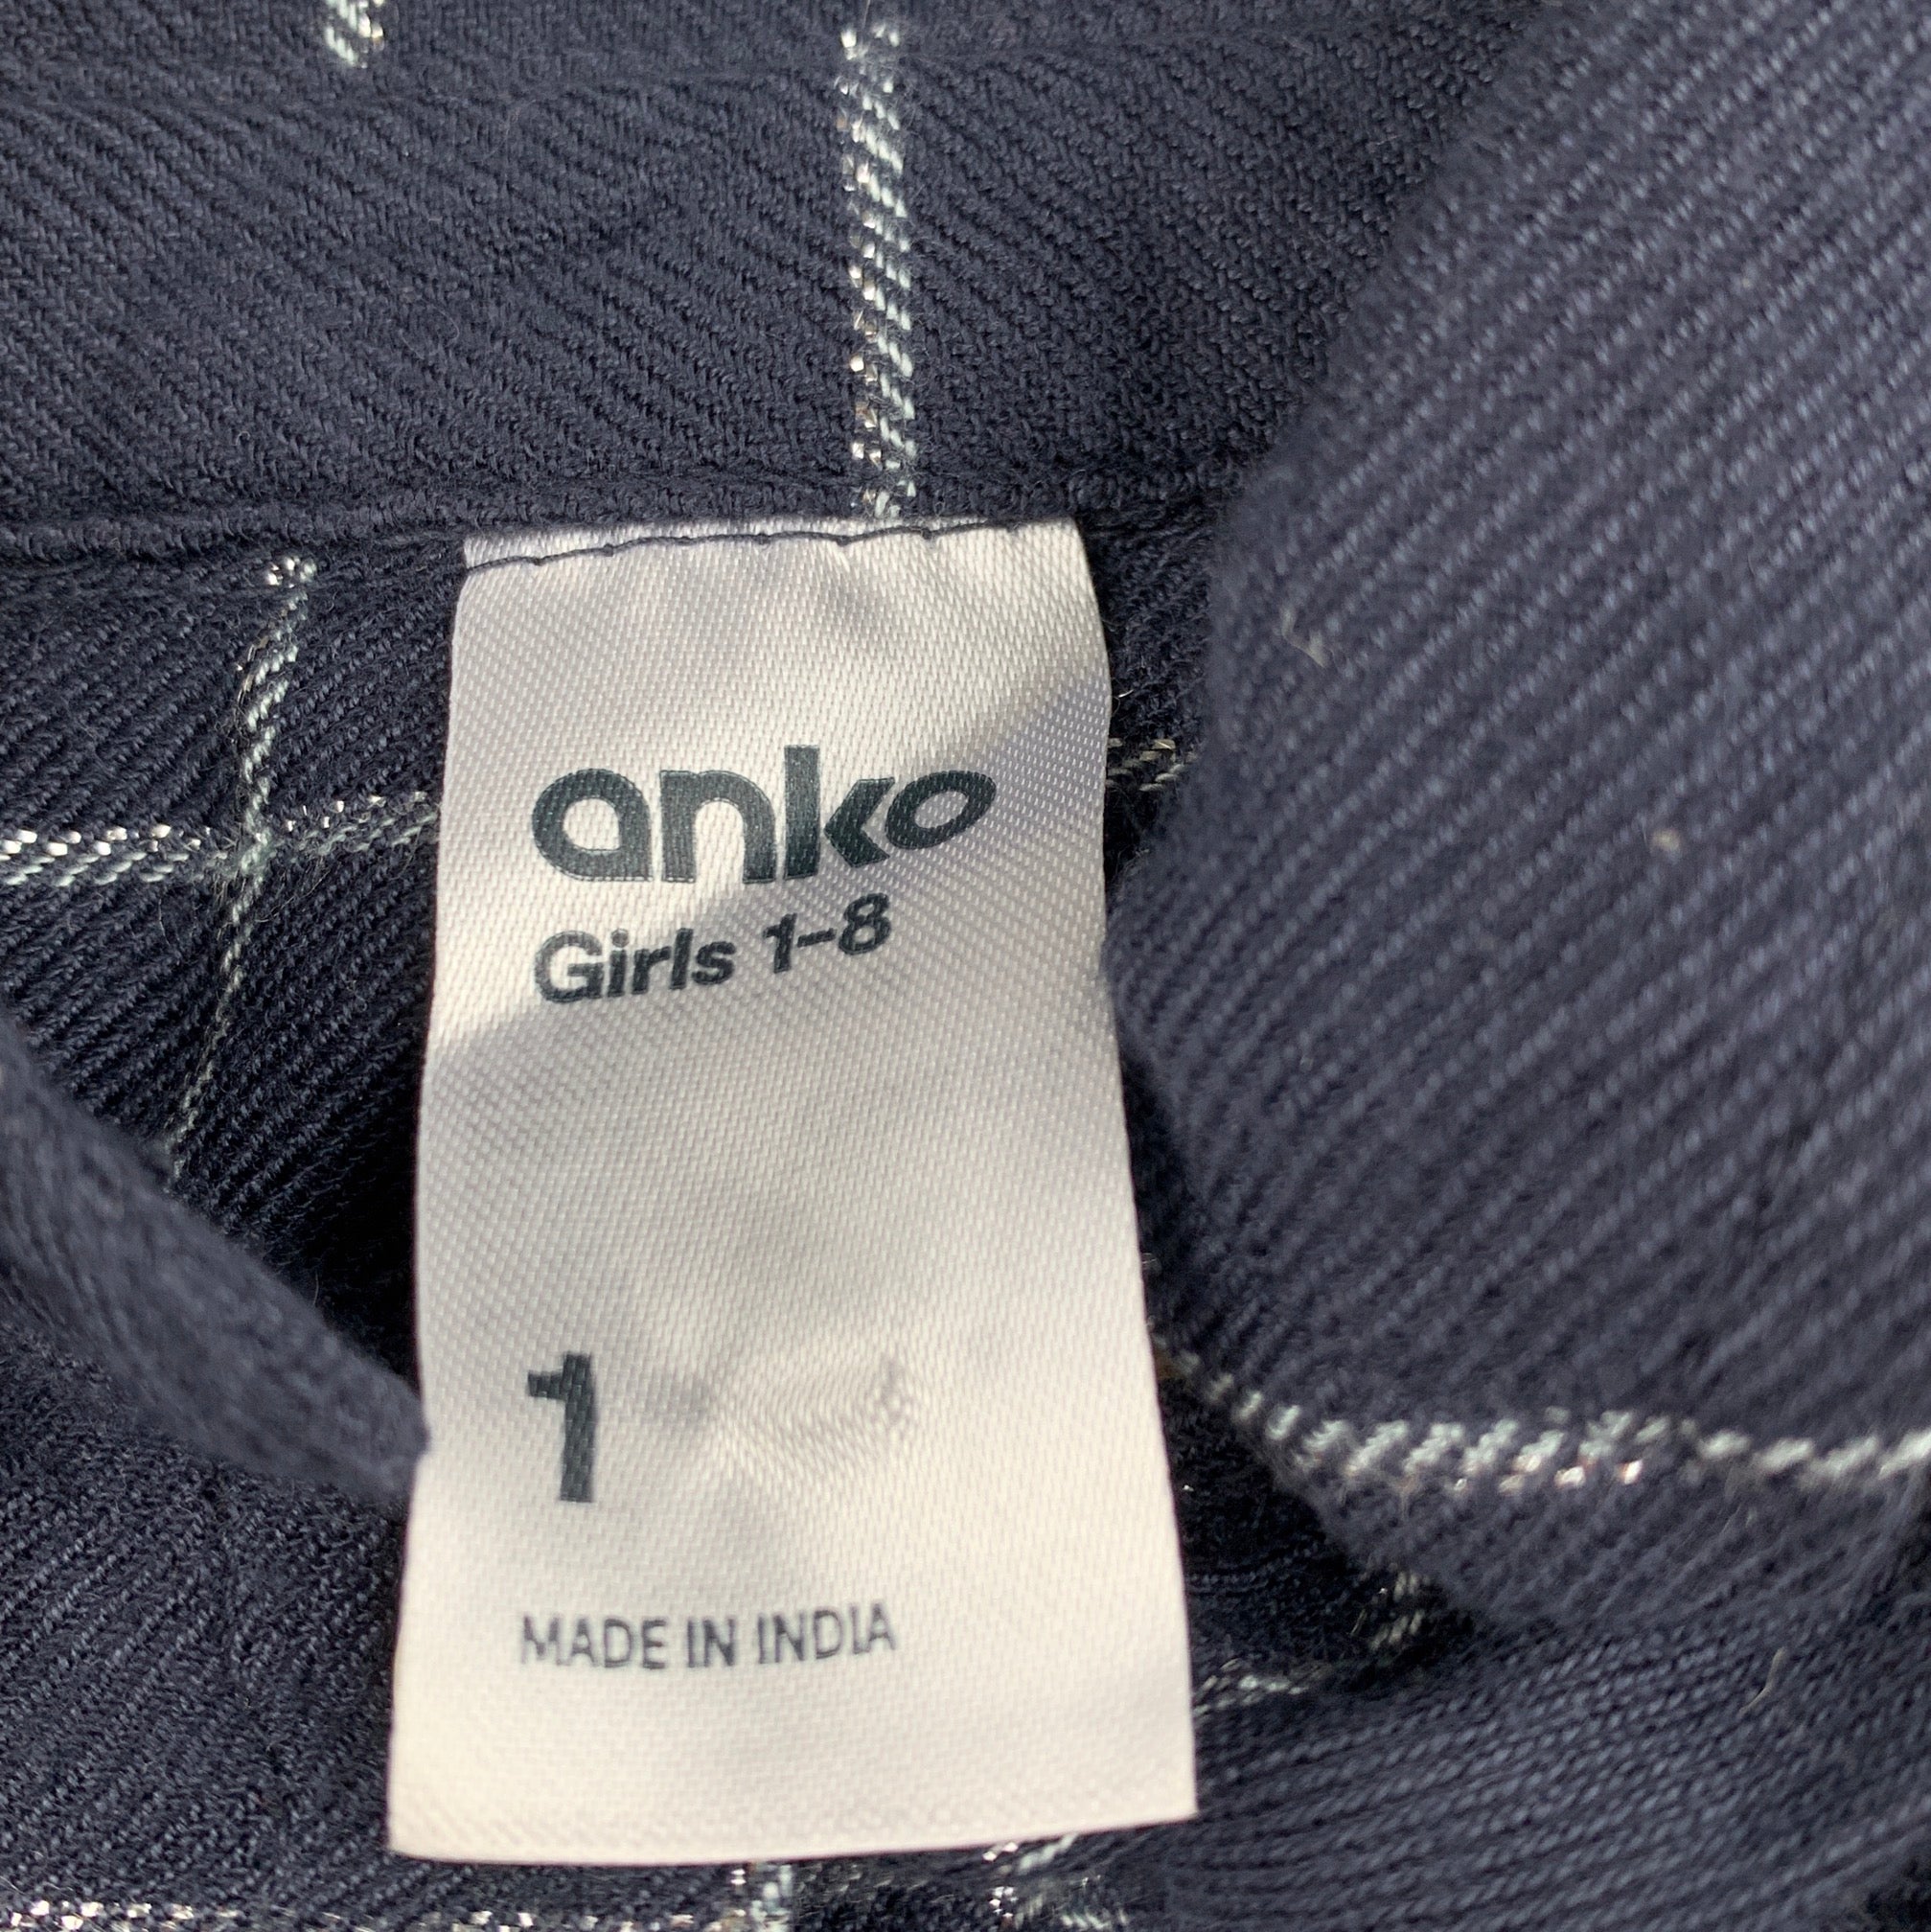 anko
Girls 1-8
1
MADE IN INDIA